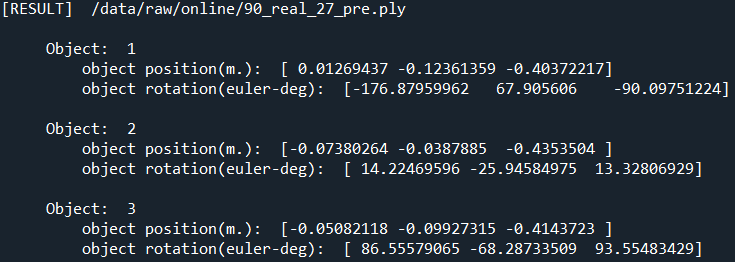 [RESULT]  /data/raw/online/90_real_27_pre.ply
Object:  1
object position(m.):  [ 0.01269437 -0.12361359 -0.40372217]
object rotation(euler-deg):  [-176.87959962   67.905606    -90.09751224]
Object:  2
object position(m.):  [-0.07380264 -0.0387885  -0.4353504 ]
object rotation(euler-deg):  [ 14.22469596 -25.94584975  13.32806929]
Object:  3
object position(m.):  [-0.05082118 -0.09927315 -0.4143723 ]
object rotation(euler-deg):  [ 86.55579065 -68.28733509  93.55483429]